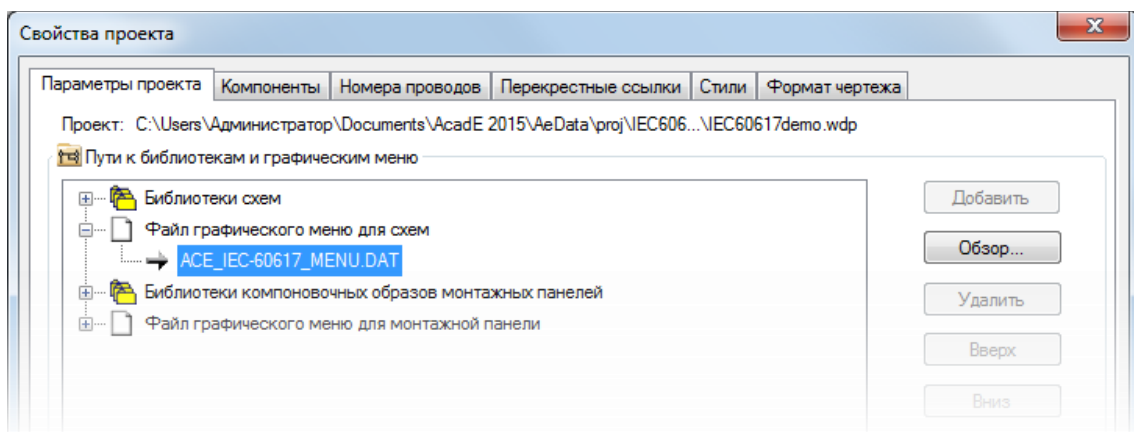 Свойства проекта
Параметры проекта Компоненты Номера проводов Перекрестные ссылки Стили Формат чертежа
Проект: C:\Users\Администратор\Documents\AcadE 2015\AeData\proj\IEC606...\IEC60617demo.wdp
Пути к библиотекам и графическим меню
Библиотеки схем
Добавить
Файл графического меню для схем
Обзор...
ACE_IEC-60617_MENU.DAT
Библиотеки компоновочных образов монтажных панелей
Удалить
Файл графического меню для монтажной панели
Вверх
Вниз